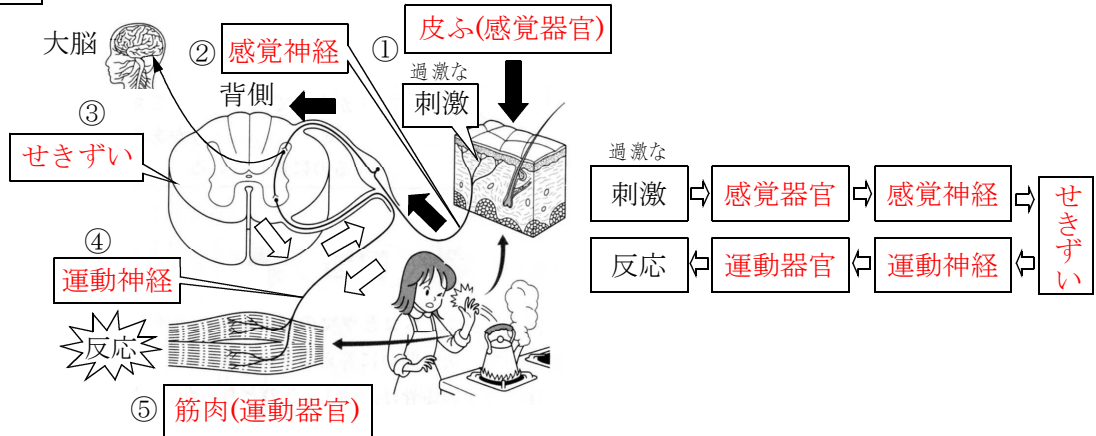 ① 皮ふ(感覚器官)
大脳
② 感覚神経
過激な
刺激
背側
③
せきずい
④
運動神経
反応
⑤ 筋肉(運動器官)
過激な
刺激 ⇨ 感覚器官 ⇨ 感覚神経 ⇨ せきずい
反応 ⇦ 運動器官 ⇦ 運動神経 ⇦